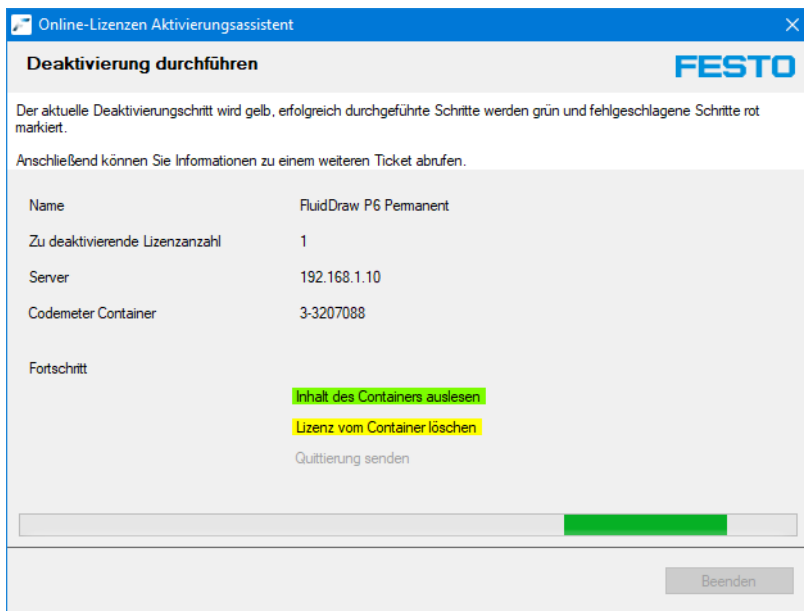 Online-Lizenzen Aktivierungsassistent
Deaktivierung durchführen
FESTO
Der aktuelle Deaktivierungschritt wird gelb, erfolgreich durchgeführte Schritte werden grün und fehlgeschlagene Schritte rot
markiert.
Anschließend können Sie Informationen zu einem weiteren Ticket abrufen.
Name FluidDraw P6 Permanent
Zu deaktivierende Lizenzanzahl 1
Server 192.168.1.10
Codemeter Container 3-3207088
Fortschritt
Inhalt des Containers auslesen
Lizenz vom Container löschen
Quittierung senden
Beenden